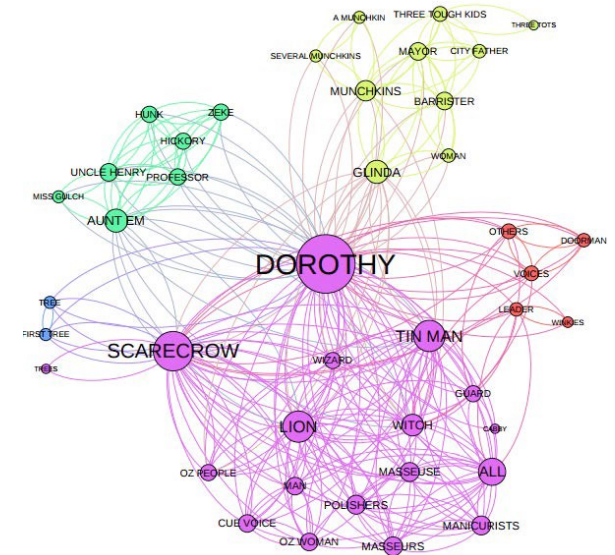 A MUNCHKIN
THREE TOUGH KIDS
THREE TOTS
SEVERAL MUNCHKINS
MAYOR
CITY FATHER
MUNCHKINS
BARRISTER
HUNK
ZEKE
HICKORY
WOMAN
UNCLE HENRY
PROFESSOR
GLINDA
MISS GULCH
AUNT EM
OTHERS
DOORMAN
DOROTHY
VOICES
TREE
LEADER
WINKIES
FIRST TREE
TIN MAN
SCARECROW
WIZARD
TREES
GUARD
LION
WITCH
OZ PEOPLE
MASSEUSE
ALL
MAN
POLISHERS
CUE VOICE
MANICURISTS
OZ WOMAN
MASSEURS